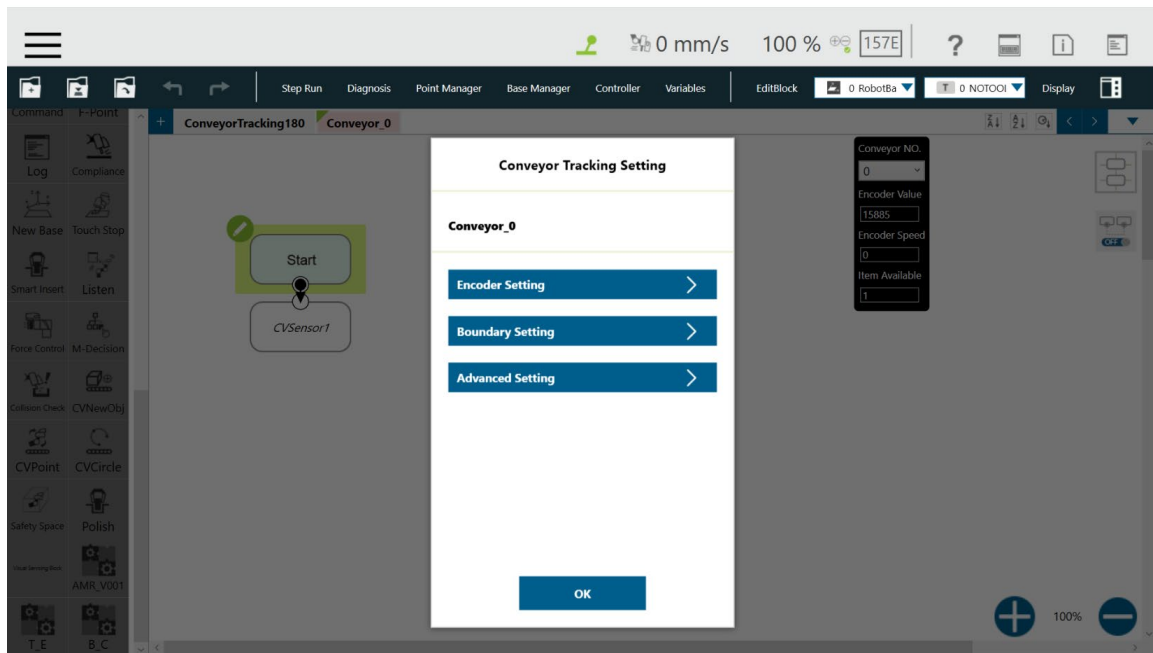 0 mm/s 100 % 157E ?
Step Run Diagnosis Point Manager Base Manager Controller Variables EditBlock 0 RobotBa T 0 NOTOOl Display
Command F-Point
+ ConveyorTracking180 Conveyor_0
Log Compliance
New Base Touch Stop
Smart Insert Listen
Force Control M-Decision
Collision Check CVNewObj
CVPoint CVCircle
Safety Space Polish
AMR_V001
T_E B_C
Start
CVSensor1
Conveyor Tracking Setting
Conveyor_0
Encoder Setting
Boundary Setting
Advanced Setting
OK
Conveyor NO.
0
Encoder Value
15885
Encoder Speed
0
Item Available
1
OFF
100%